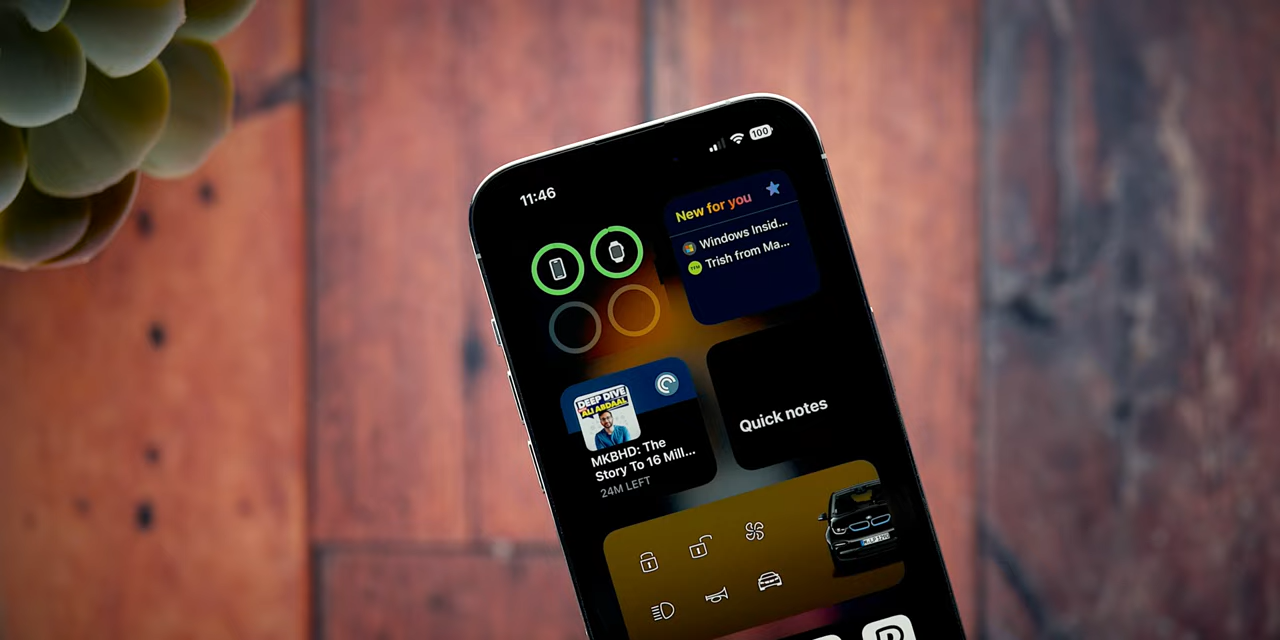 11:46
100
New for you
Windows Insid...
Trish from Ma...
DEEP DIVE
ALI ABDAAL
MKBHD: The
Story To 16 Mill...
24M LEFT
Quick notes